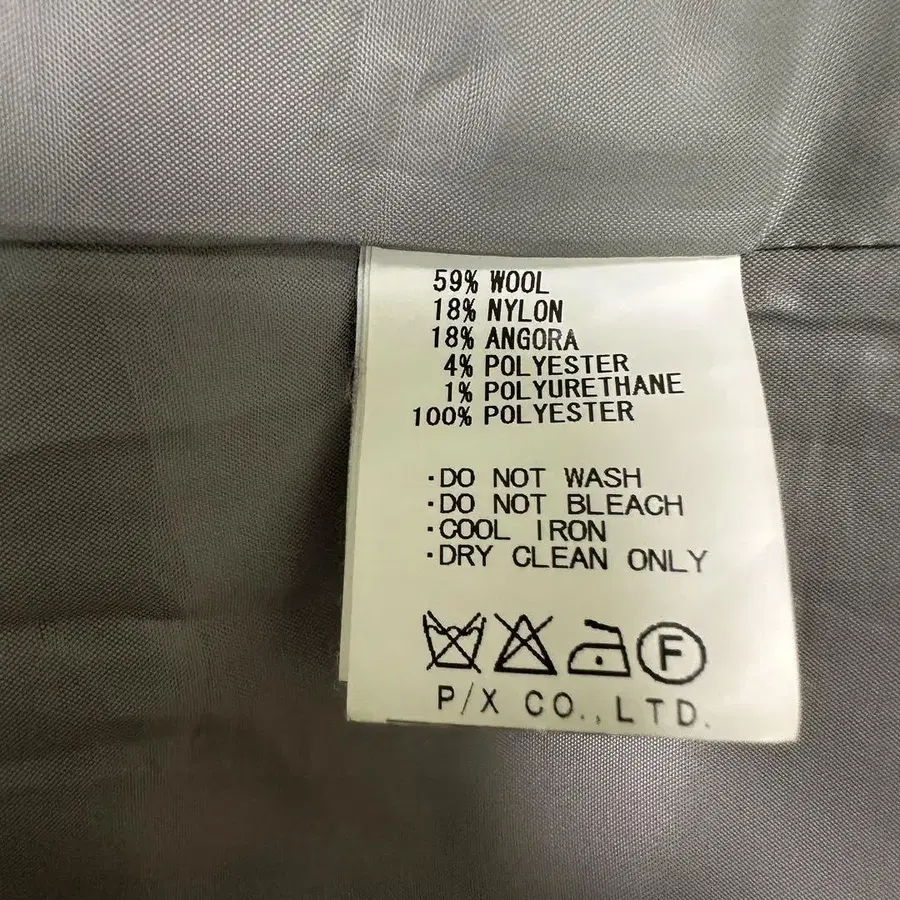 59% WOOL
18% NYLON
18% ANGORA
4% POLYESTER
1% POLYURETHANE
100% POLYESTER
·DO NOT WASH
·DO NOT BLEACH
·COOL IRON
·DRY CLEAN ONLY
F
P/X CO.,LTD.